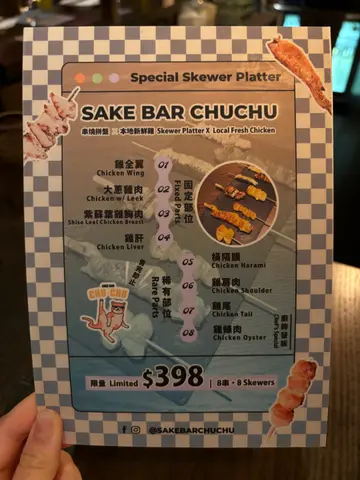 Special Skewer Platter
SAKE BAR CHUCHU
串燒拼盤 本地新鮮雞 Skewer Platter X Local Fresh Chicken
雞全翼 01
Chicken Wing
大蔥雞肉 02
Chicken w/ Leek
紫蘇葉雞胸肉 03
Shiso Leaf Chicken Breast
雞肝 04
Chicken Liver
固定部位
Fixed Parts
05 橫隔膜
Chicken Harami
06 雞肩肉
Chicken Shoulder
07 雞尾
Chicken Tail
08 雞蠔肉
Chicken Oyster
稀有部位
Rare Parts
Chef's Special
CHU CHU
限量 Limited $398 | 8串・8 Skewers
@SAKEBARCHUCHU